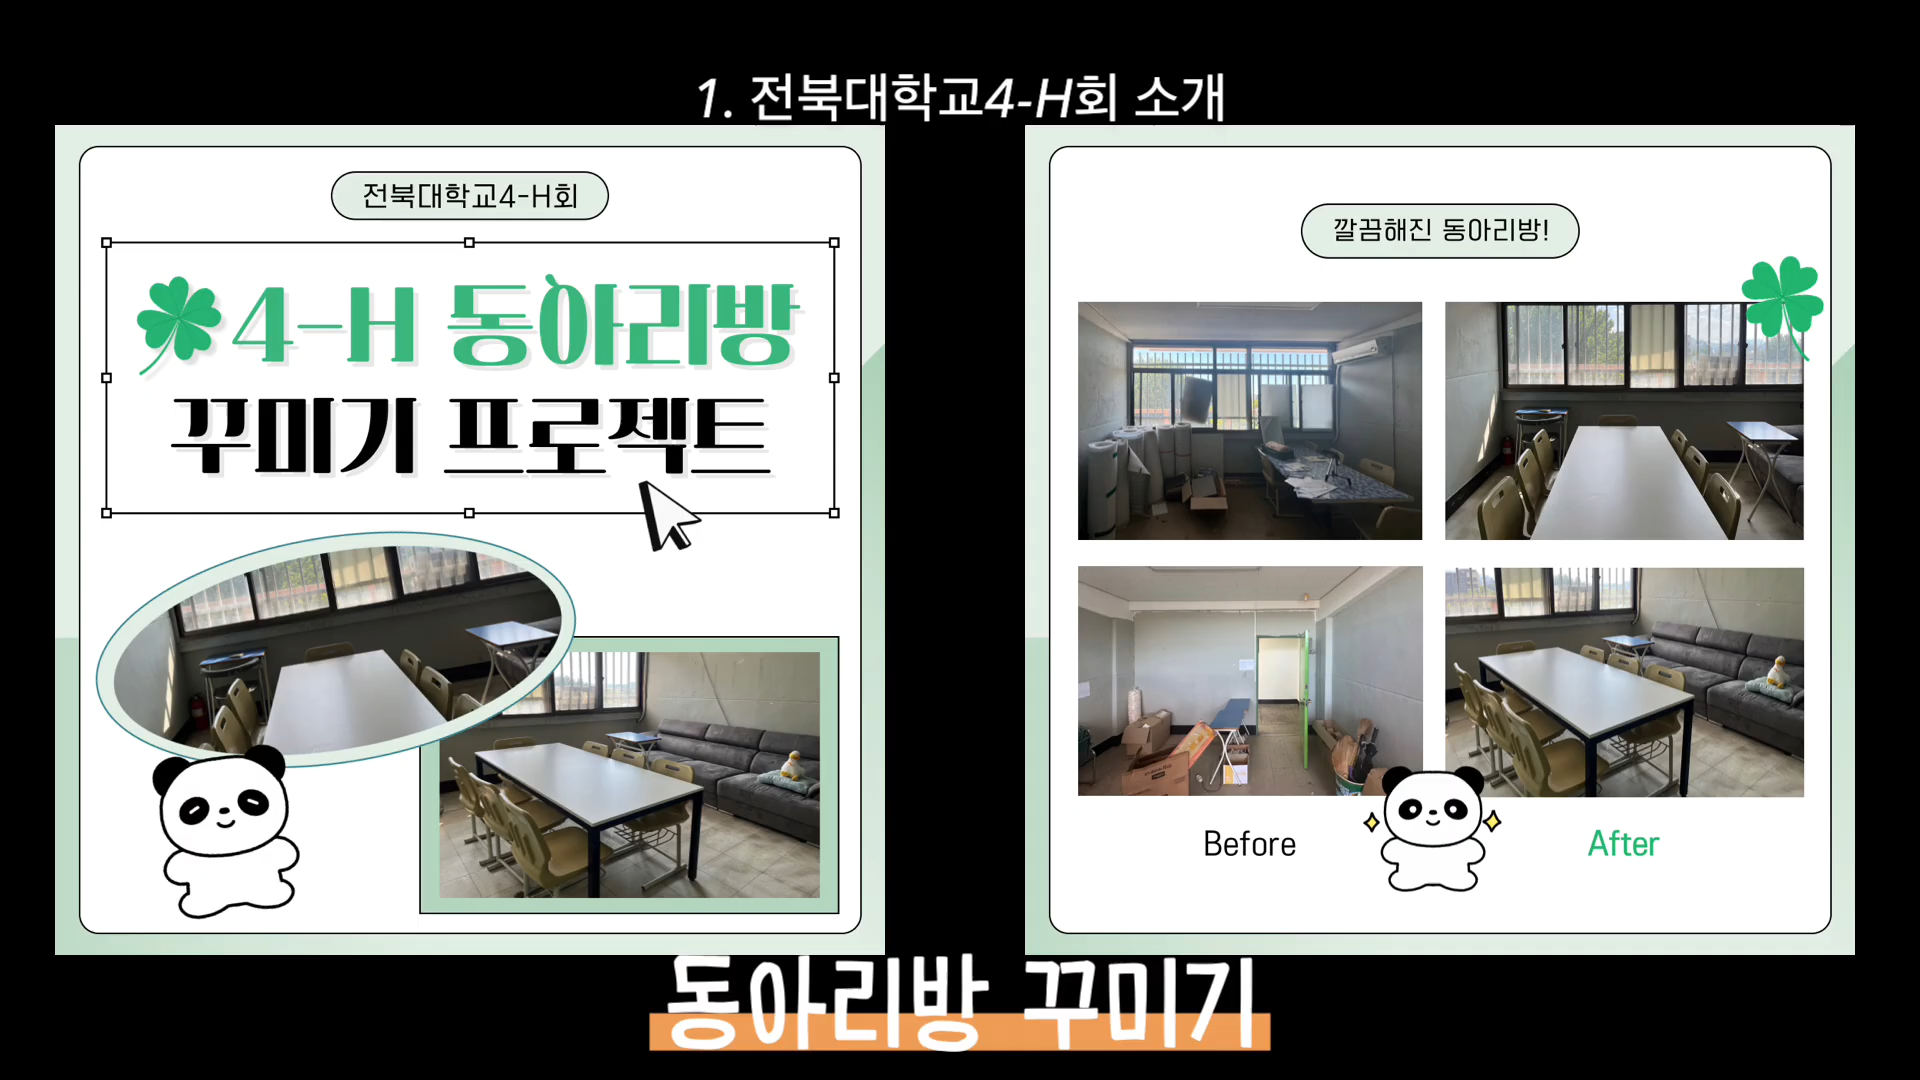 1. 전북대학교4-H회 소개
전북대학교4-H회
4-H 동아리방
꾸미기 프로젝트
깔끔해진 동아리방!
Before
After
동아리방 꾸미기